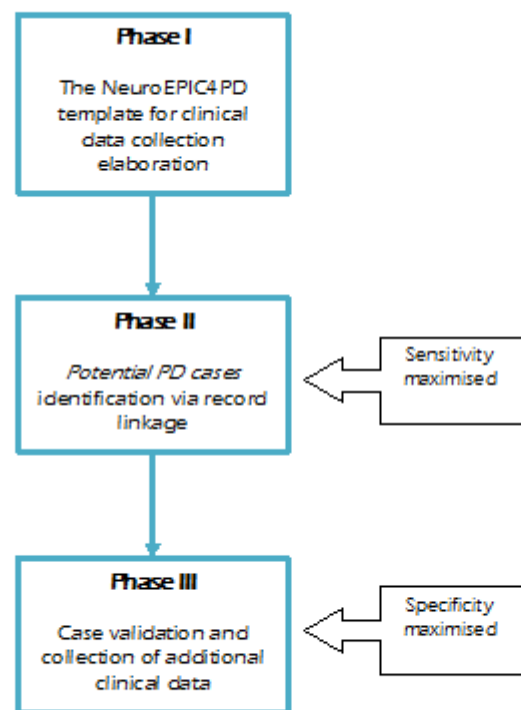 Phase I
The NeuroEPIC4PD
template for clinical
data collection
elaboration
Phase II
Potential PD cases
identification via record
linkage
Sensitivity
maximised
Phase III
Case validation and
collection of additional
clinical data
Specificity
maximised